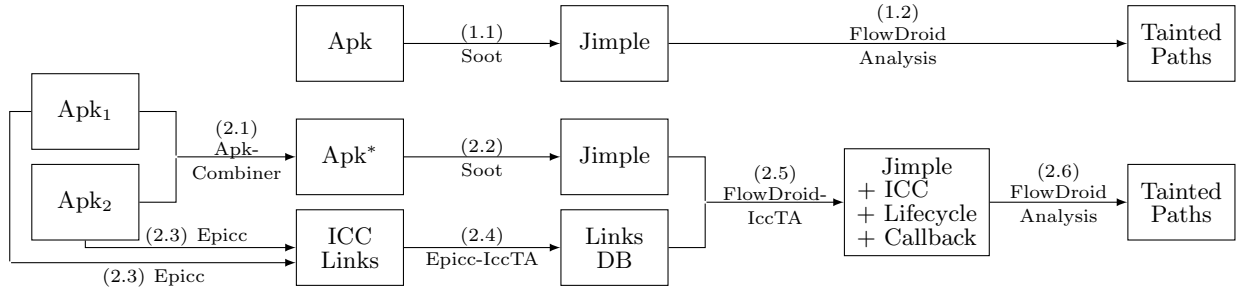 Apk
(1.1)
Soot
Jimple
(1.2)
FlowDroid
Analysis
Tainted
Paths
Apk₁
Apk₂
(2.1)
Apk-
Combiner
Apk*
(2.2)
Soot
Jimple
(2.3) Epicc
(2.3) Epicc
ICC
Links
(2.4)
Epicc-IccTA
Links
DB
(2.5)
FlowDroid-
IccTA
Jimple
+ ICC
+ Lifecycle
+ Callback
(2.6)
FlowDroid
Analysis
Tainted
Paths